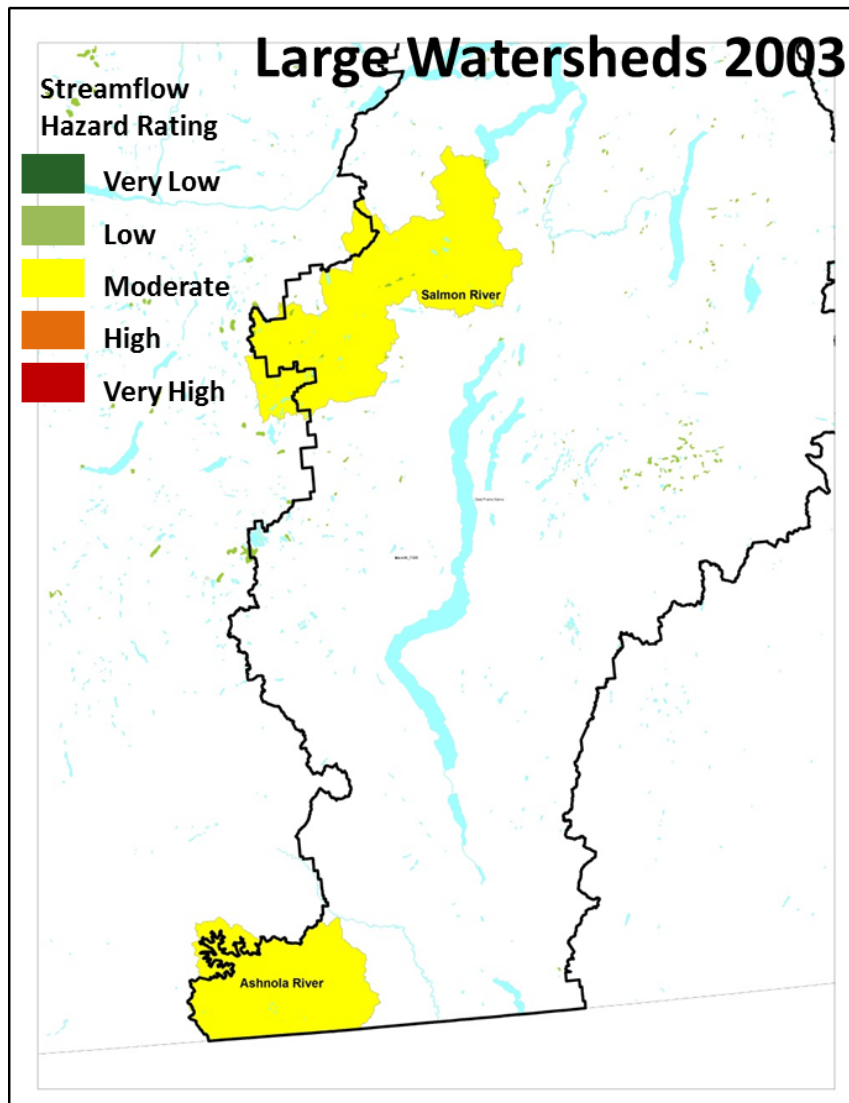 Large Watersheds 2003
Streamflow
Hazard Rating
Very Low
Low
Moderate
High
Very High
Salmon River
Ashnola River